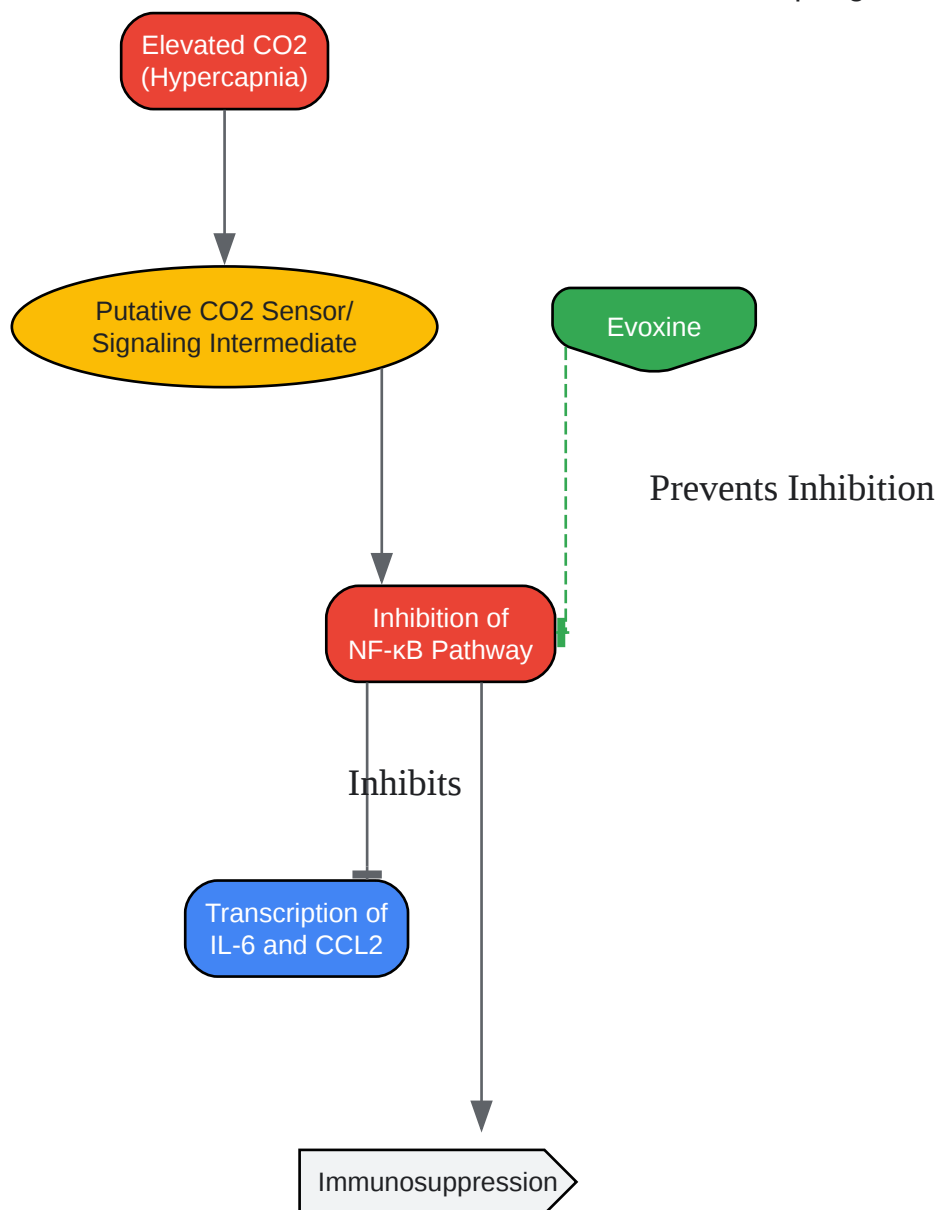 Elevated CO2
(Hypercapnia)
Putative CO2 Sensor/
Signaling Intermediate
Evoxine
Prevents Inhibition
Inhibition of
NF-κB Pathway
Inhibits
Transcription of
IL-6 and CCL2
Immunosuppression